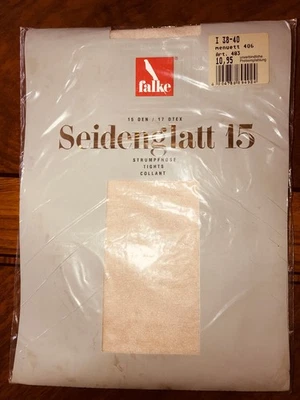 falke
I 38-40
menuett 406
Art. 403
10,95
15 DEN / 17 DTEX
Seidenglatt 15
STRUMPFHOSE
TIGHTS
COLLANT